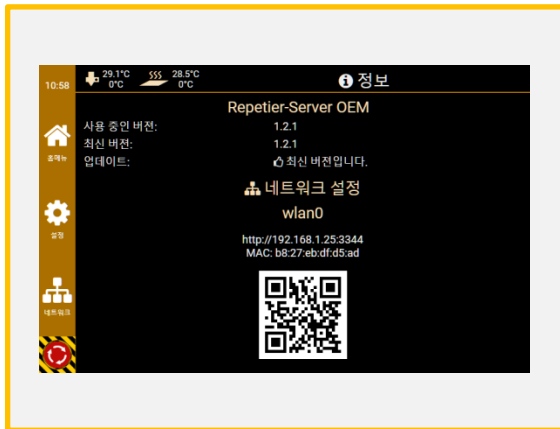 10:58
29.1°C
0°C
28.5°C
0°C
정보
Repetier-Server OEM
사용 중인 버전: 1.2.1
최신 버전: 1.2.1
업데이트: 최신 버전입니다.
홈메뉴
네트워크 설정
wlan0
설정
http://192.168.1.25:3344
MAC: b8:27:eb:df:d5:ad
네트워크